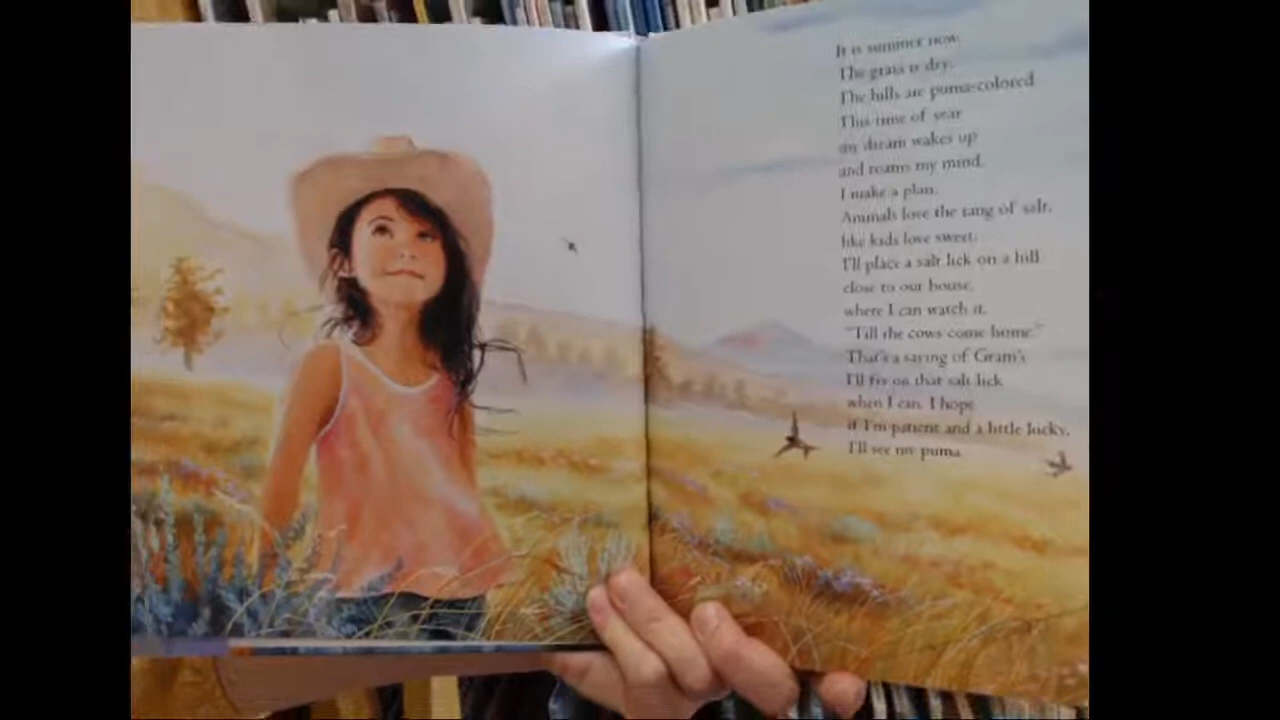 It is summer now.
The grass is dry.
The hills are puma-colored.
This time of year
my dream wakes up
and roams my mind.
I make a plan.
Animals love the tang of salt,
like kids love sweet.
I'll place a salt lick on a hill
close to our house,
where I can watch it.
"Till the cows come home."
That's a saying of Gram's
I'll fix on that salt lick
when I can. I hope
if I'm patient and a little lucky,
I'll see my puma.